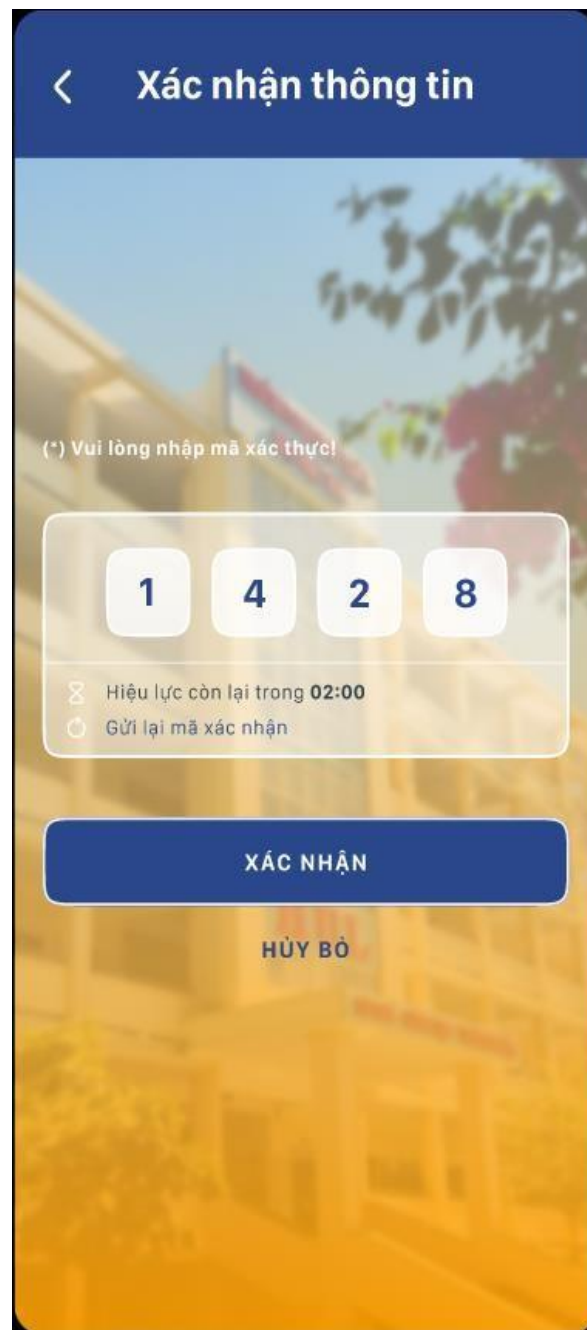 Xác nhận thông tin
(*) Vui lòng nhập mã xác thực!
1 4 2 8
Hiệu lực còn lại trong 02:00
Gửi lại mã xác nhận
XÁC NHẬN
HỦY BỎ